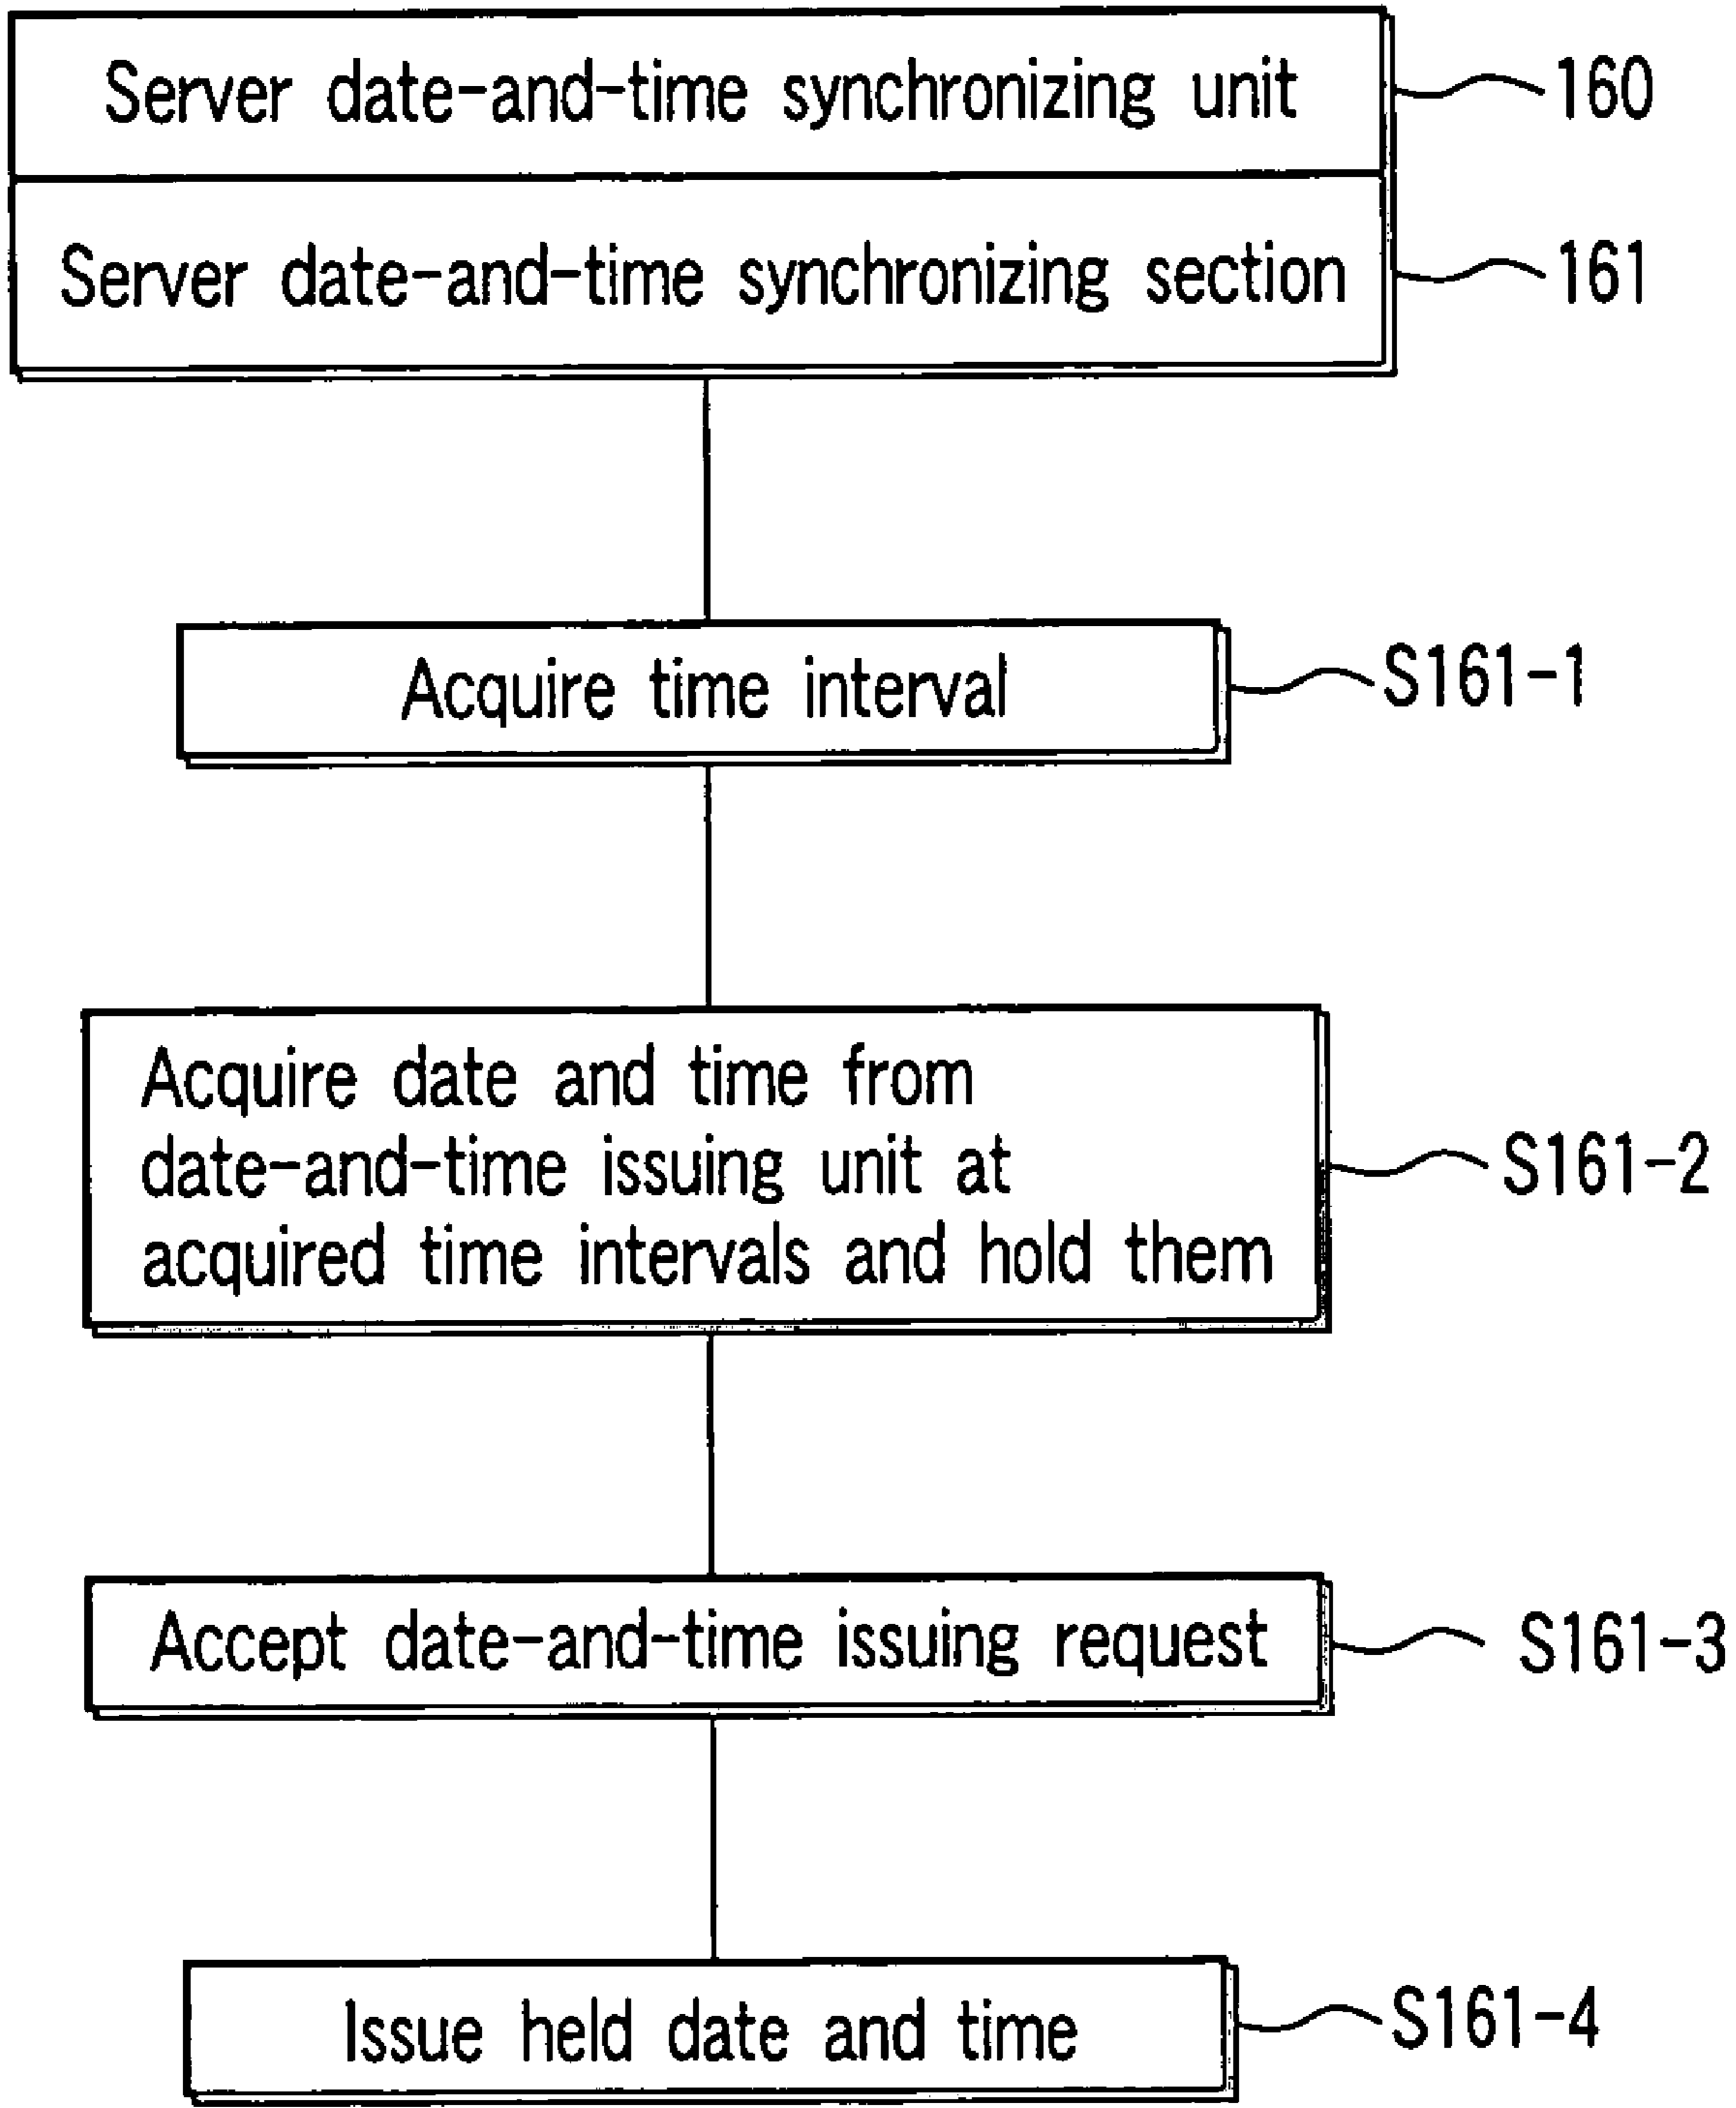 Server date-and-time synchronizing unit
160
Server date-and-time synchronizing section
161
Acquire time interval
S161-1
Acquire date and time from
date-and-time issuing unit at
acquired time intervals and hold them
S161-2
Accept date-and-time issuing request
S161-3
Issue held date and time
S161-4